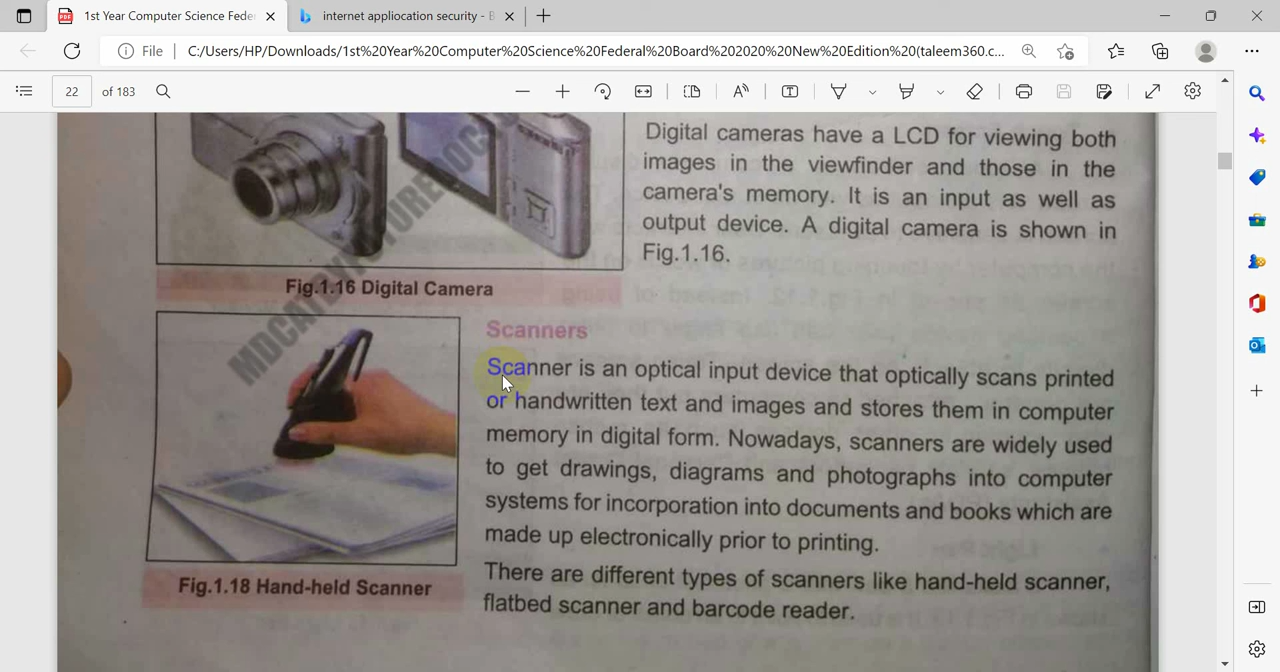 1st Year Computer Science Feder
internet appliocation security - B
File
C:/Users/HP/Downloads/1st%20Year%20Computer%20Science%20Federal%20Board%202020%20New%20Edition%20(taleem360.c...
22 of 183
Digital cameras have a LCD for viewing both
images in the viewfinder and those in the
camera's memory. It is an input as well as
output device. A digital camera is shown in
Fig.1.16.
Fig.1.16 Digital Camera
Scanners
Scanner is an optical input device that optically scans printed
or handwritten text and images and stores them in computer
memory in digital form. Nowadays, scanners are widely used
to get drawings, diagrams and photographs into computer
systems for incorporation into documents and books which are
made up electronically prior to printing.
There are different types of scanners like hand-held scanner,
flatbed scanner and barcode reader.
Fig.1.18 Hand-held Scanner